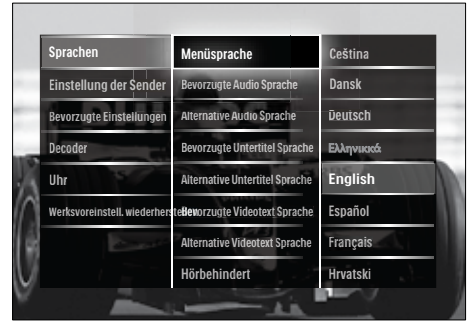 Sprachen
Einstellung der Sender
Bevorzugte Einstellungen
Decoder
Uhr
Werksvoreinstell. wiederherstellen
Menüsprache
Bevorzugte Audio Sprache
Alternative Audio Sprache
Bevorzugte Untertitel Sprache
Alternative Untertitel Sprache
Bevorzugte Videotext Sprache
Alternative Videotext Sprache
Hörbehindert
Ceština
Dansk
Deutsch
Ελληνικά
English
Español
Français
Hrvatski